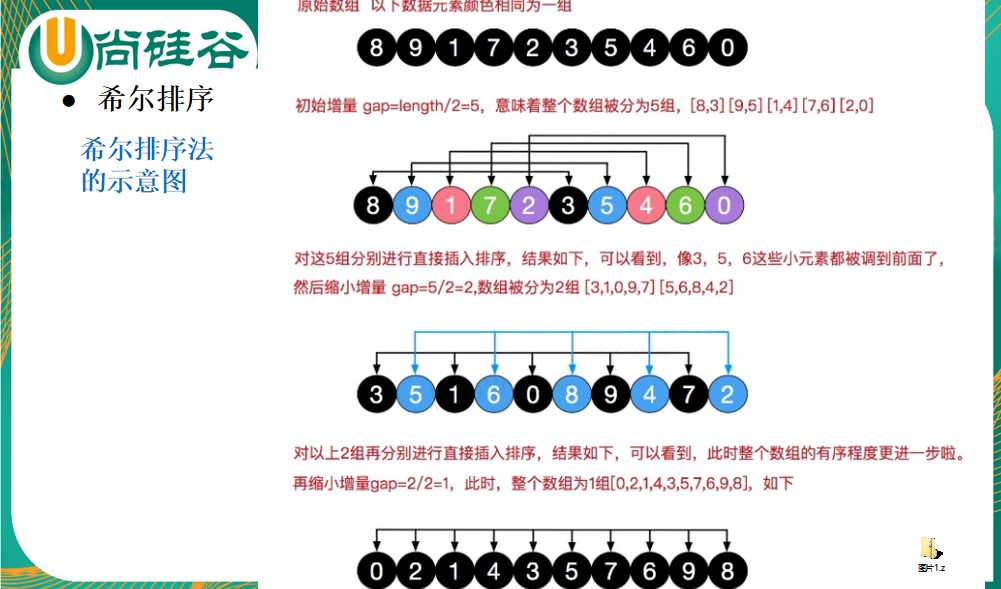 尚硅谷
● 希尔排序
希尔排序法
的示意图
原始数组 以下数据元素颜色相同为一组
8 9 1 7 2 3 5 4 6 0
初始增量 gap=length/2=5，意味着整个数组被分为5组，[8,3] [9,5] [1,4] [7,6] [2,0]
8 9 1 7 2 3 5 4 6 0
对这5组分别进行直接插入排序，结果如下，可以看到，像3，5，6这些小元素都被调到前面了，
然后缩小增量 gap=5/2=2,数组被分为2组 [3,1,0,9,7] [5,6,8,4,2]
3 5 1 6 0 8 9 4 7 2
对以上2组再分别进行直接插入排序，结果如下，可以看到，此时整个数组的有序程度更进一步啦。
再缩小增量gap=2/2=1，此时，整个数组为1组[0,2,1,4,3,5,7,6,9,8]，如下
0 2 1 4 3 5 7 6 9 8
图片1.z